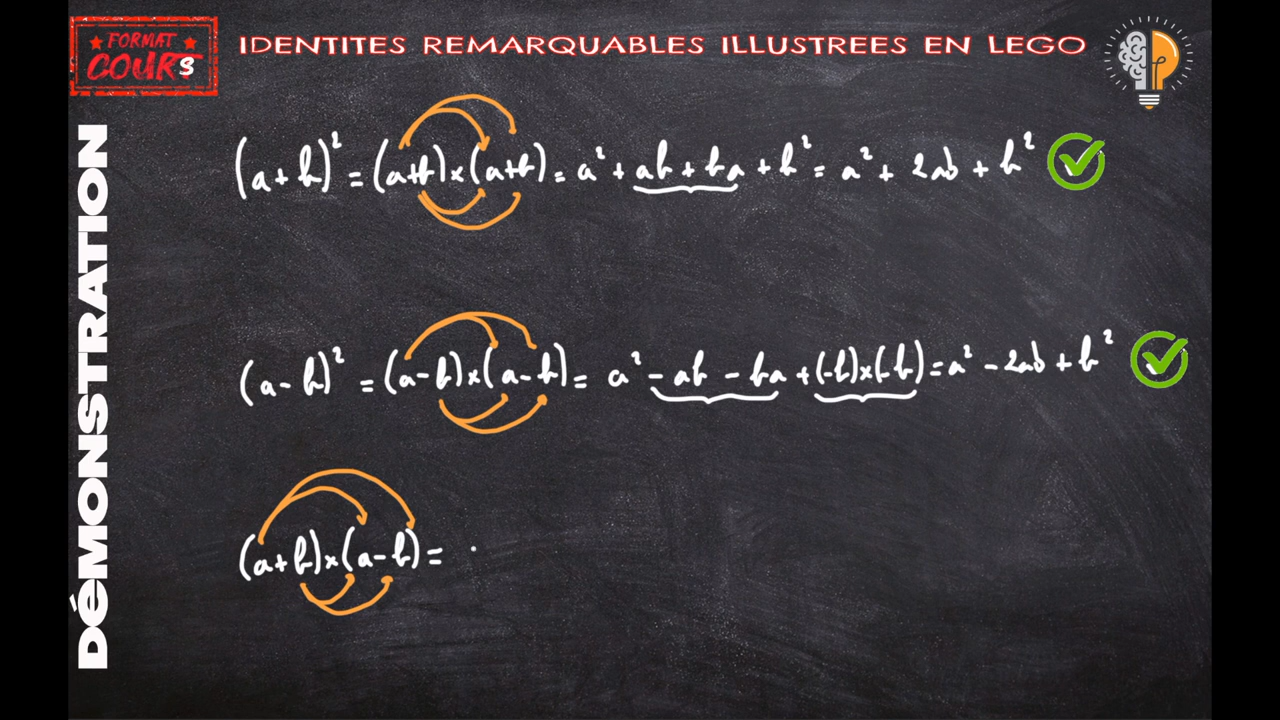 FORMAT
COURS
IDENTITES REMARQUABLES ILLUSTREES EN LEGO
DÉMONSTRATION
(a+b)² = (a+b)×(a+b) = a² + ab + ba + b² = a² + 2ab + b²
(a-b)² = (a-b)×(a-b) = a² - ab - ba + (-b)×(-b) = a² - 2ab + b²
(a+b)×(a-b) =